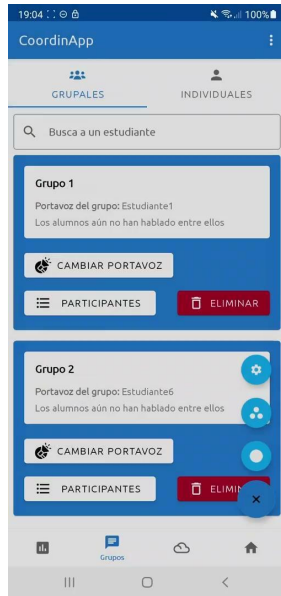 19:04
100%
CoordinApp
GRUPALES
INDIVIDUALES
Busca a un estudiante
Grupo 1
Portavoz del grupo: Estudiante1
Los alumnos aún no han hablado entre ellos
CAMBIAR PORTAVOZ
PARTICIPANTES
ELIMINAR
Grupo 2
Portavoz del grupo: Estudiante6
Los alumnos aún no han hablado entre ellos
CAMBIAR PORTAVOZ
PARTICIPANTES
ELIMIN
Grupos